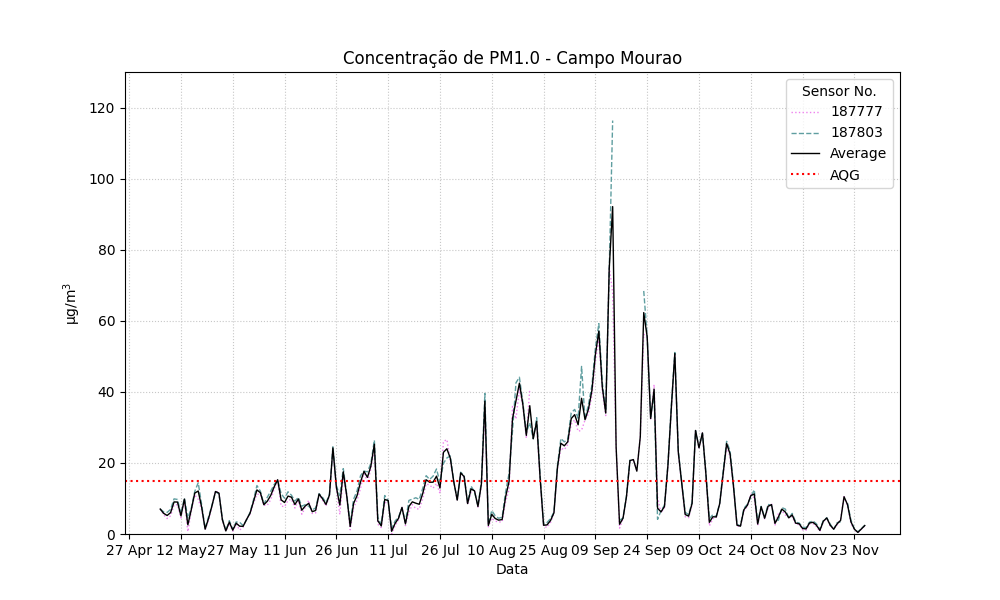 Concentração de PM1.0 - Campo Mourao
Sensor No.
187777
187803
Average
AQG
120
100
80
60
40
20
0
µg/m³
27 Apr 12 May 27 May 11 Jun 26 Jun 11 Jul 26 Jul 10 Aug 25 Aug 09 Sep 24 Sep 09 Oct 24 Oct 08 Nov 23 Nov
Data